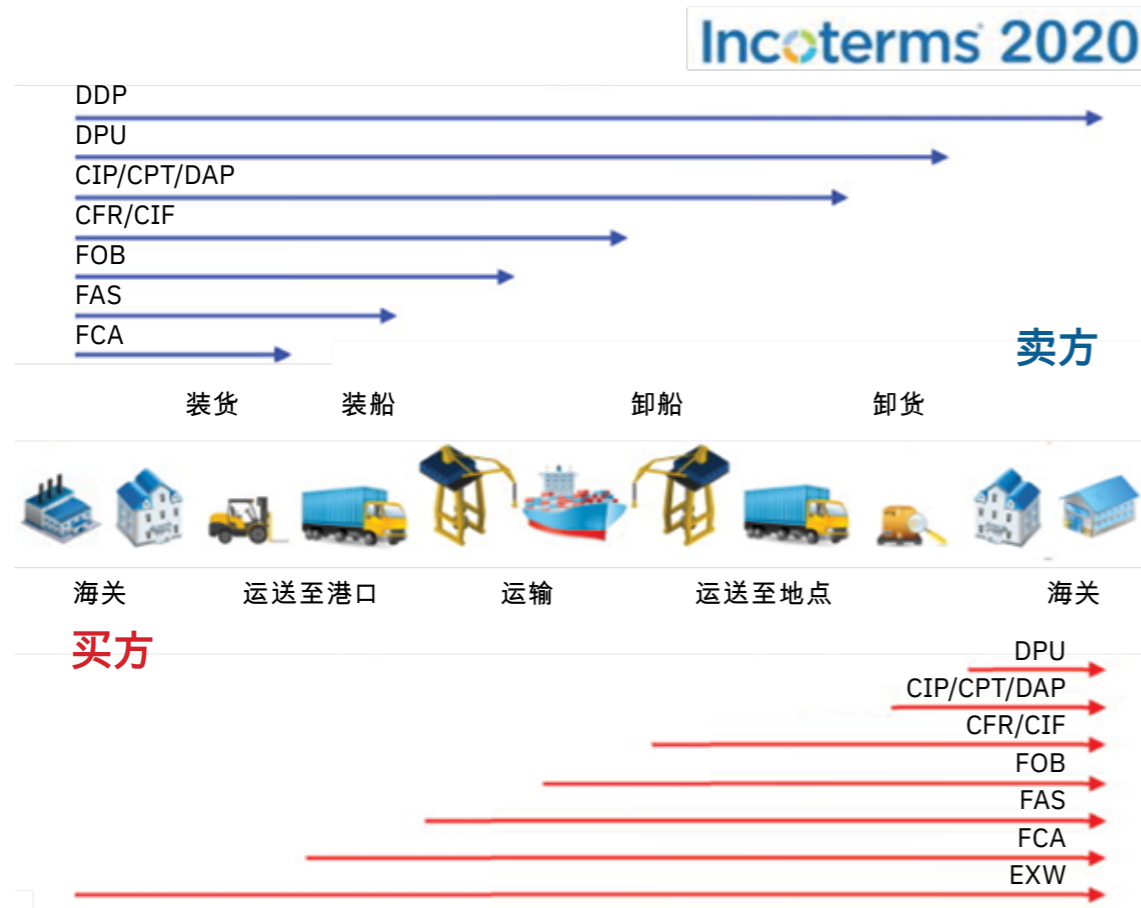 Incoterms® 2020
DDP
DPU
CIP/CPT/DAP
CFR/CIF
FOB
FAS
FCA
卖方
装货 装船 卸船 卸货
海关 运送至港口 运输 运送至地点 海关
买方
DPU
CIP/CPT/DAP
CFR/CIF
FOB
FAS
FCA
EXW